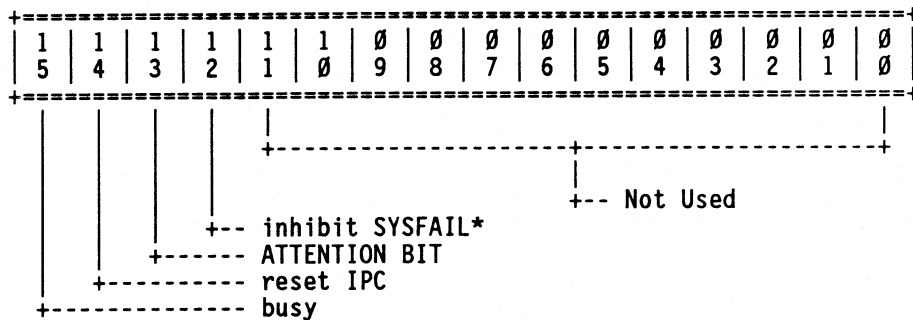 1 1 1 1 1 1 Ø Ø Ø Ø Ø Ø Ø Ø Ø Ø
5 4 3 2 1 Ø 9 8 7 6 5 4 3 2 1 Ø
Not Used
inhibit SYSFAIL*
ATTENTION BIT
reset IPC
busy